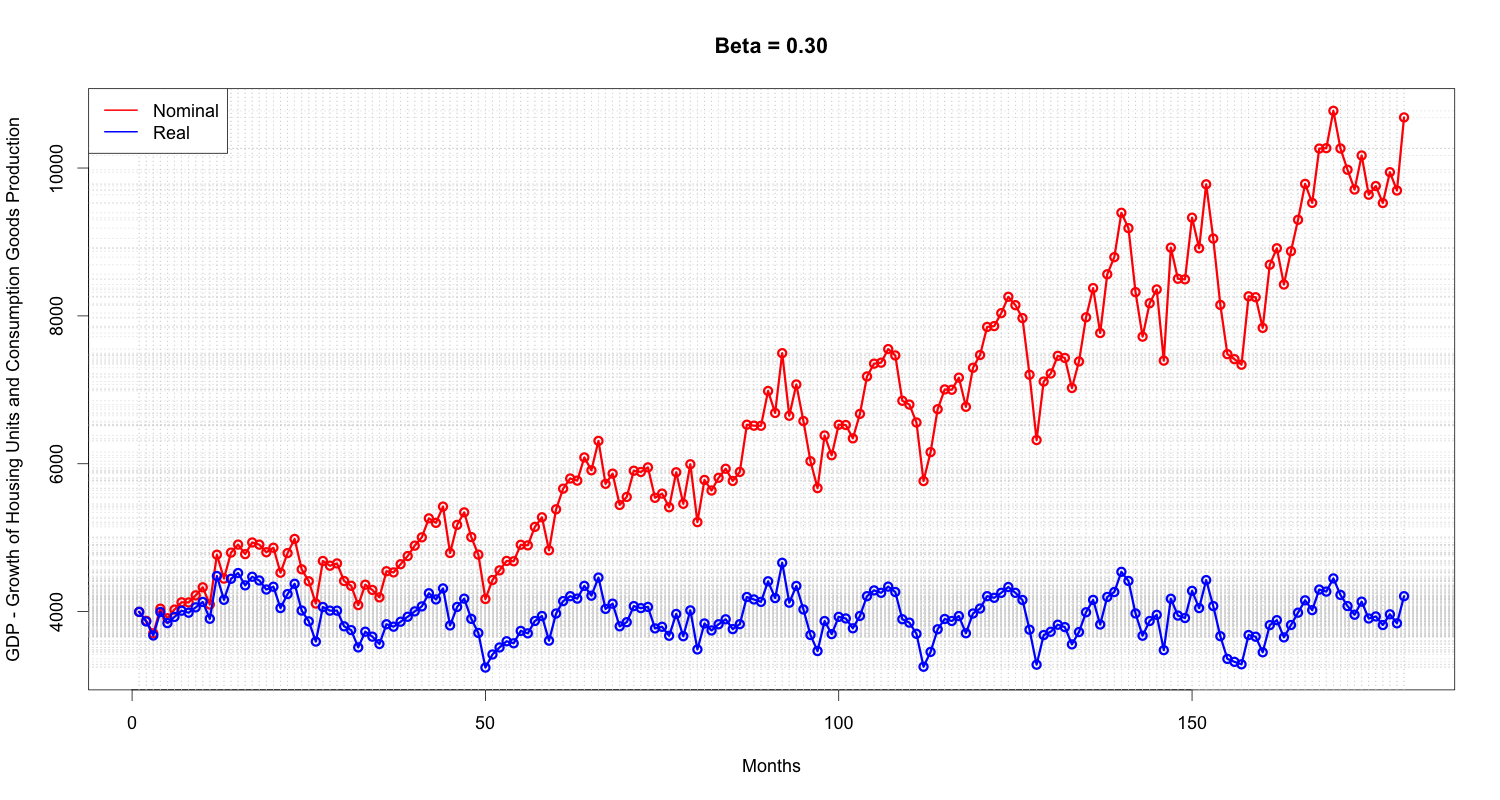 Beta = 0.30
Nominal
Real
GDP - Growth of Housing Units and Consumption Goods Production
10000
8000
6000
4000
0
50
100
150
Months